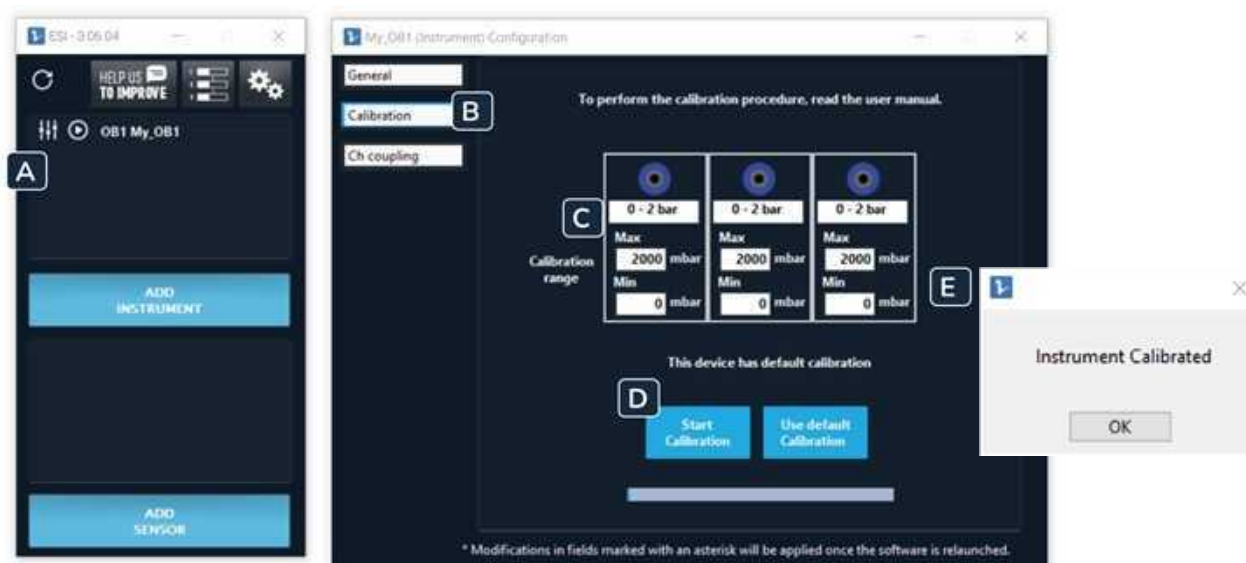 ESI - 3.06.04
HELP US
TO IMPROVE
OB1 My_OB1
A
ADD
INSTRUMENT
ADD
SENSOR
My_OB1 (Instrument) Configuration
General
Calibration
B
Ch coupling
To perform the calibration procedure, read the user manual.
C
0 - 2 bar 0 - 2 bar 0 - 2 bar
Calibration
range
Max Max Max
2000 mbar 2000 mbar 2000 mbar
Min Min Min
0 mbar 0 mbar 0 mbar
This device has default calibration
D
Start
Calibration
Use default
Calibration
* Modifications in fields marked with an asterisk will be applied once the software is relaunched.
E
Instrument Calibrated
OK